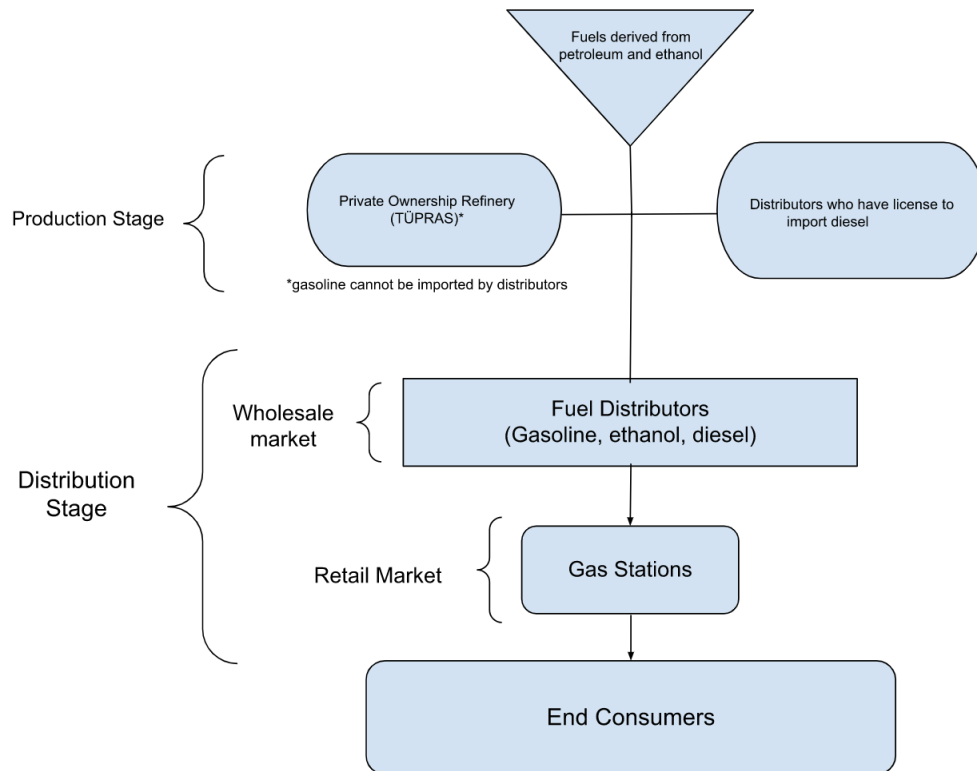 Fuels derived from
petroleum and ethanol
Production Stage
Private Ownership Refinery
(TÜPRAS)*
Distributors who have license to
import diesel
*gasoline cannot be imported by distributors
Distribution
Stage
Wholesale
market
Fuel Distributors
(Gasoline, ethanol, diesel)
Retail Market
Gas Stations
End Consumers